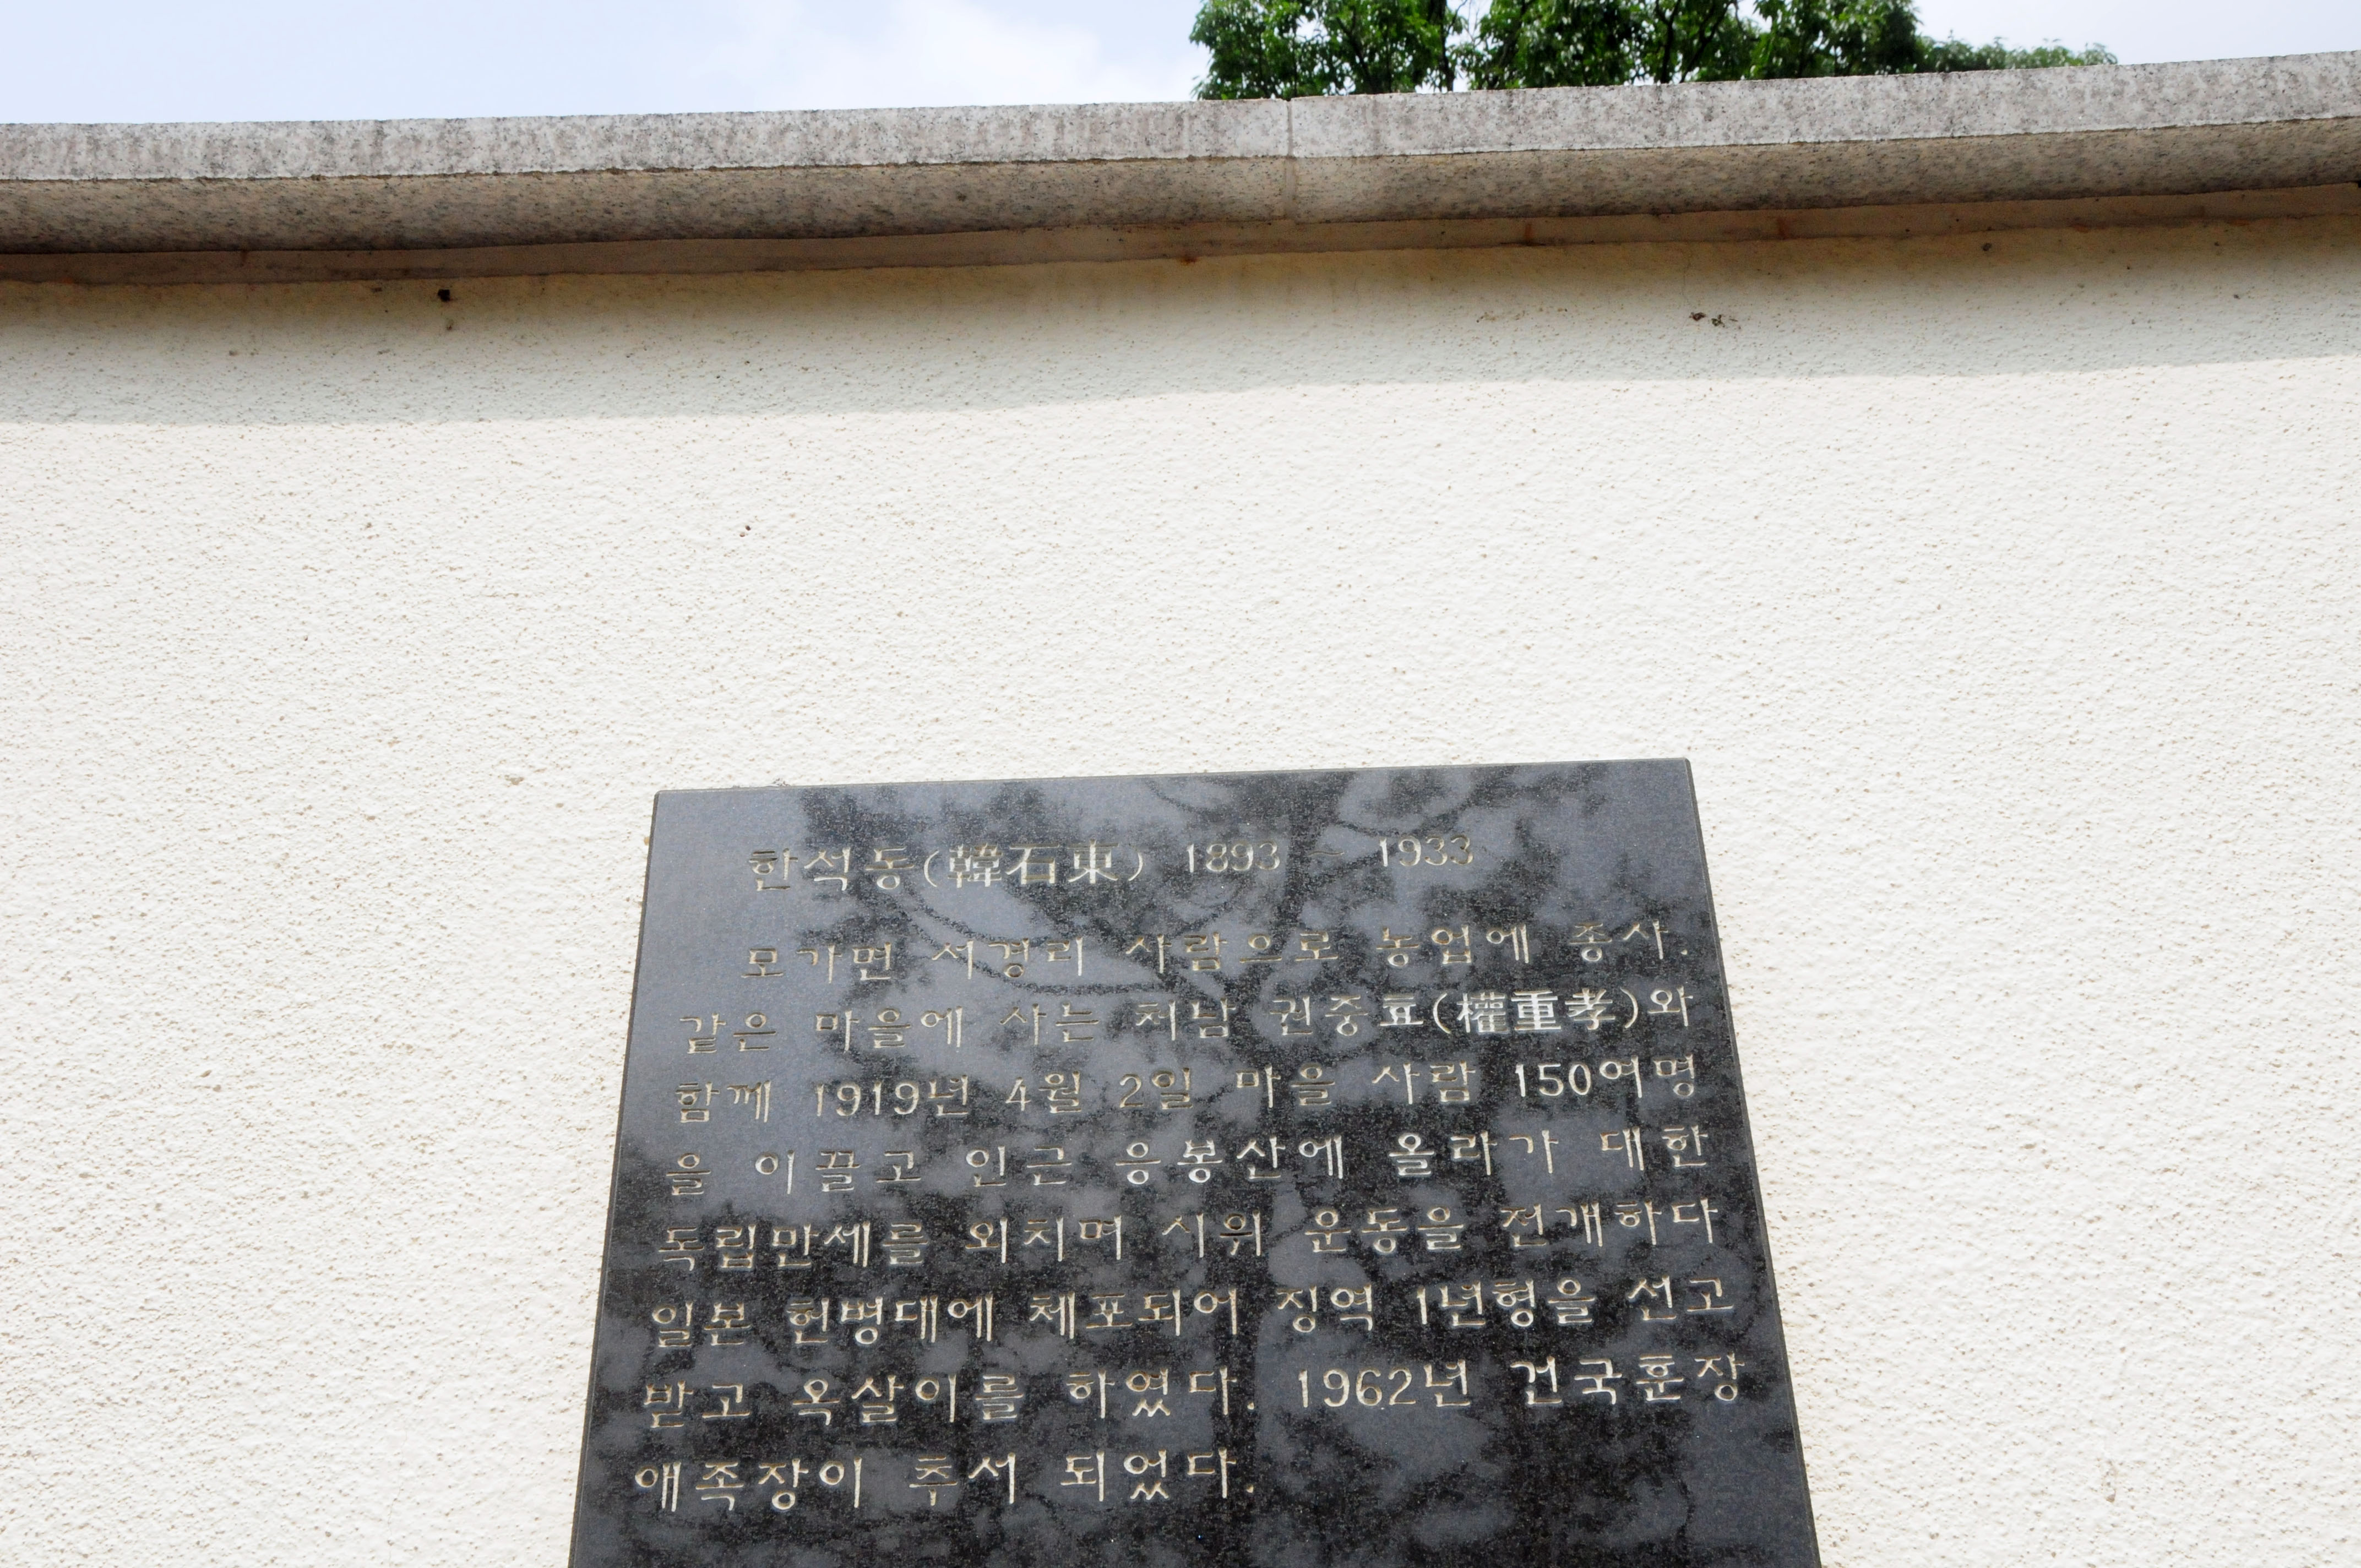 한석동(韓石東) 1893 ~ 1933
모가면 서경리 사람으로 농업에 종사.
같은 마을에 사는 처남 권중효(權重孝)와
함께 1919년 4월 2일 마을 사람 150여명
을 이끌고 인근 응봉산에 올라가 대한
독립만세를 외치며 시위 운동을 전개하다
일본 헌병대에 체포되어 징역 1년형을 선고
받고 옥살이를 하였다. 1962년 건국훈장
애족장이 추서 되었다.